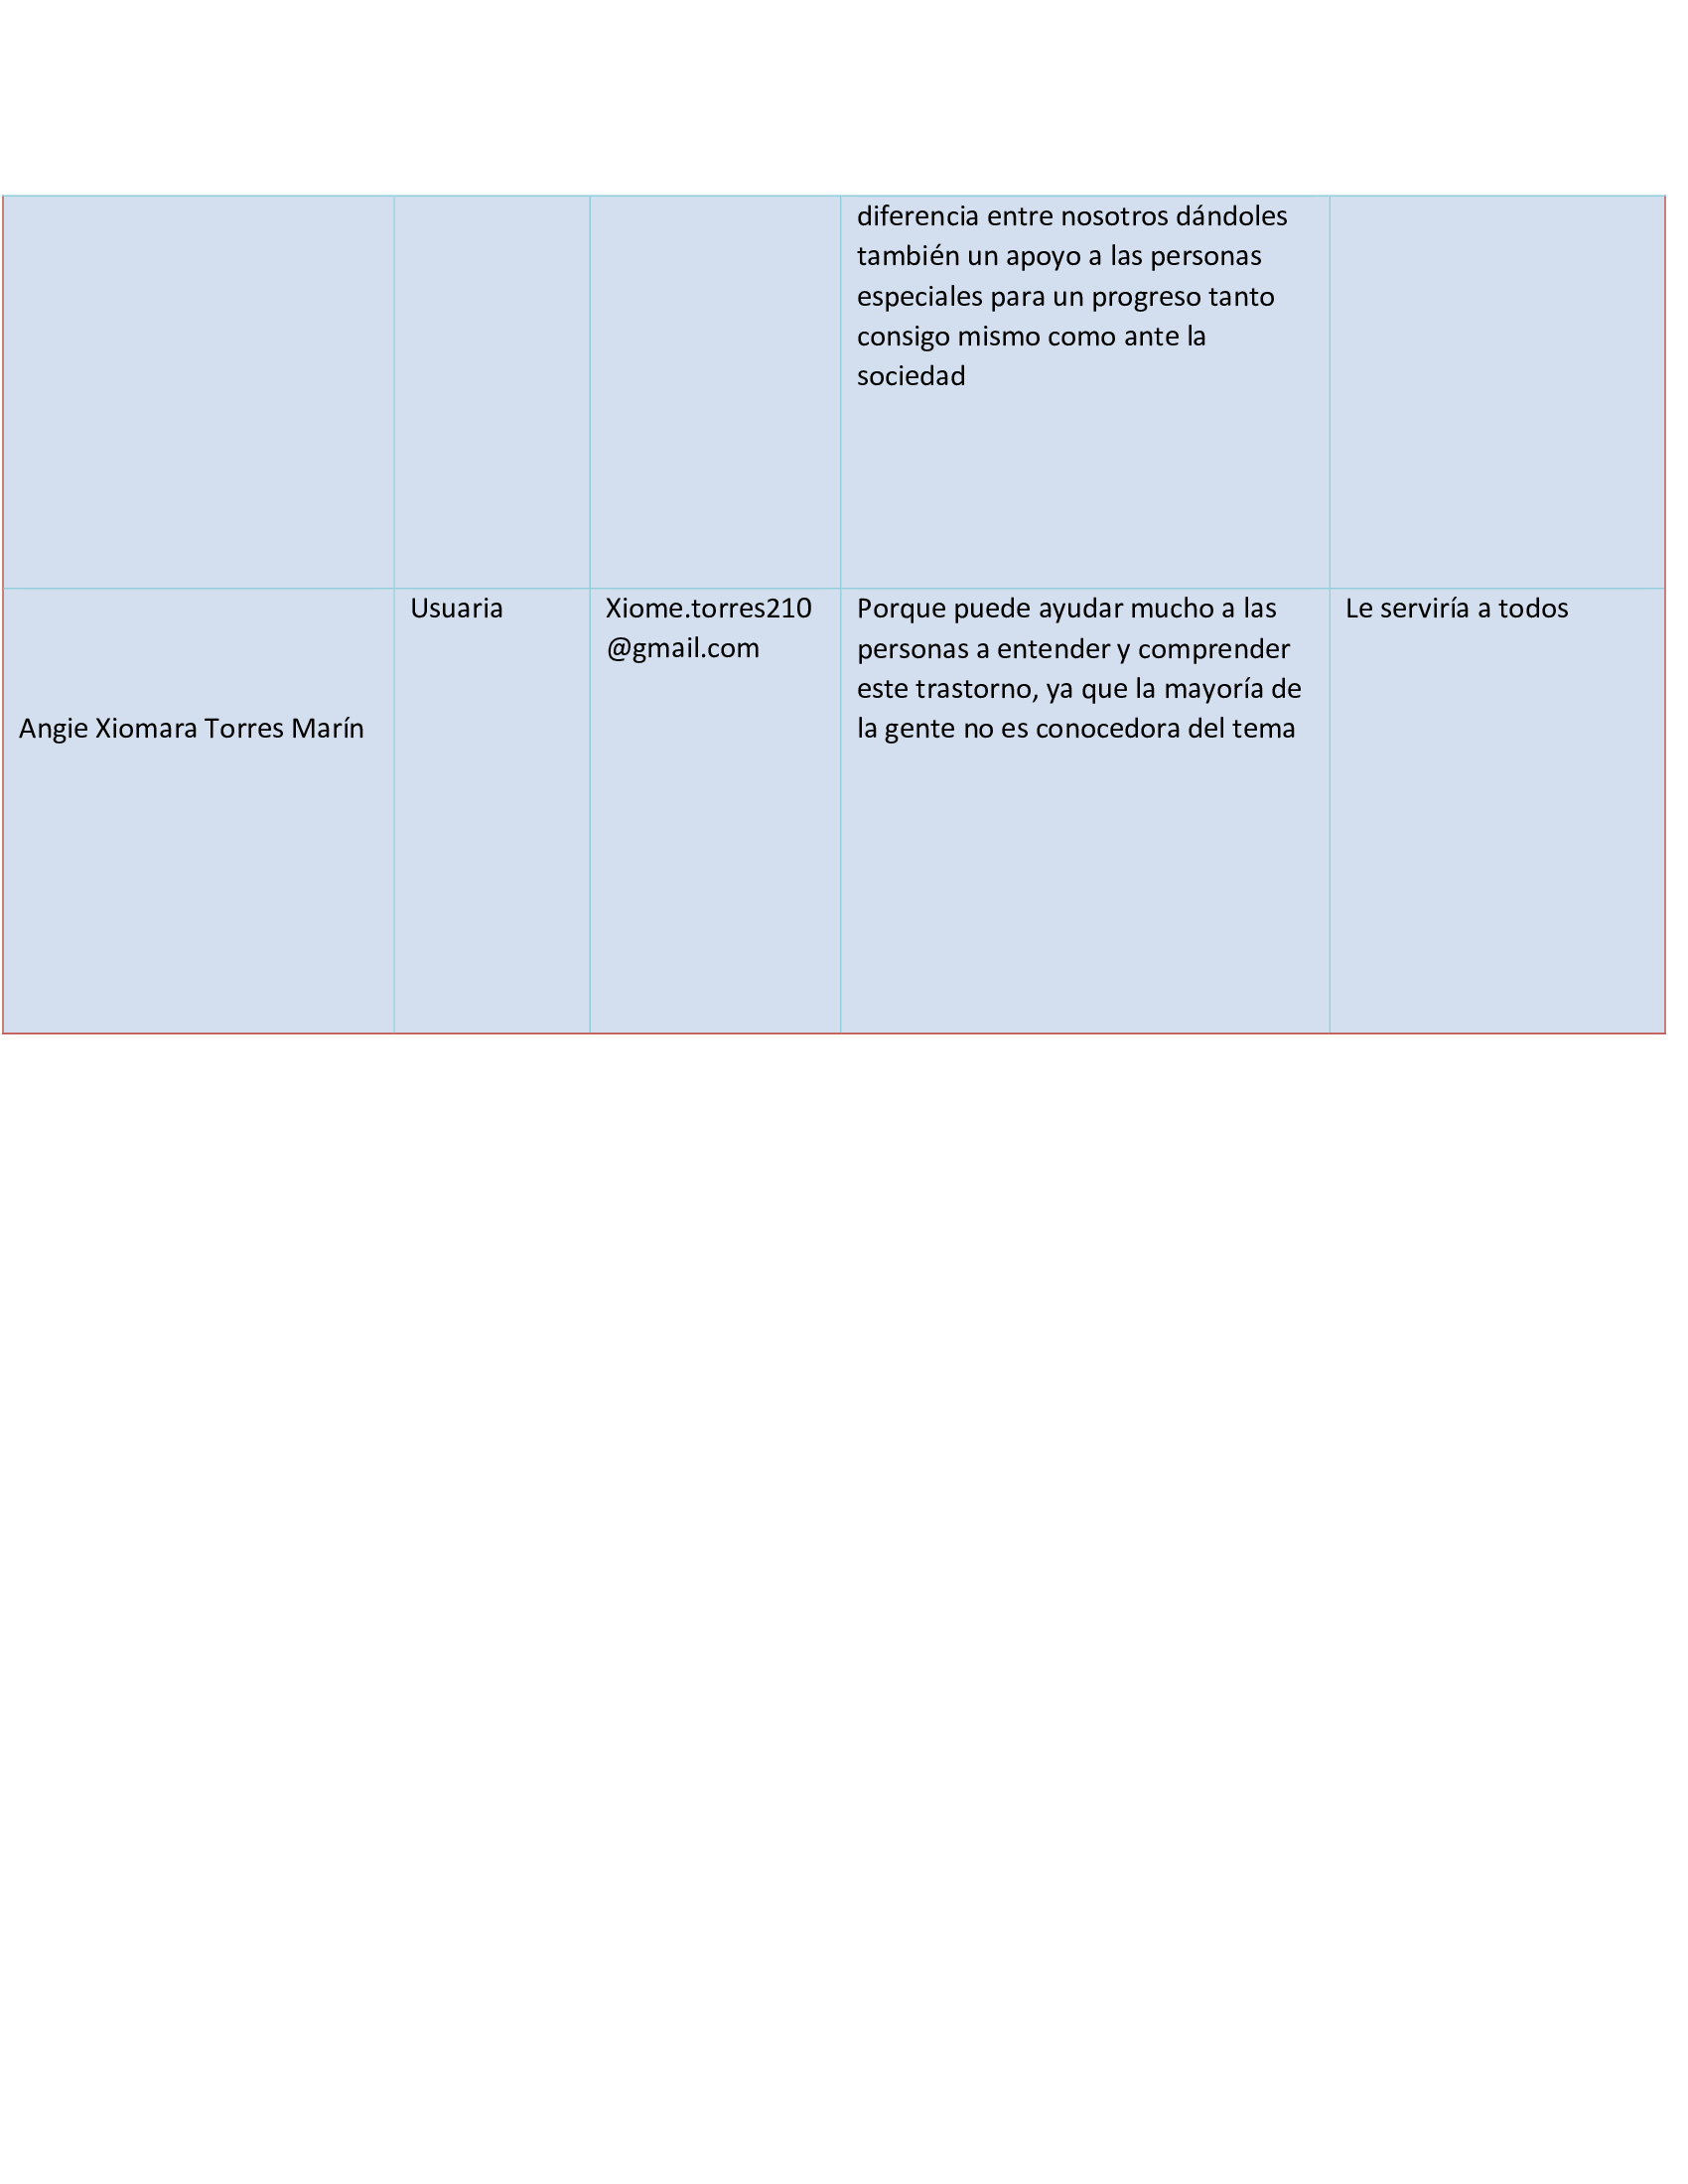 diferencia entre nosotros dándoles
también un apoyo a las personas
especiales para un progreso tanto
consigo mismo como ante la
sociedad
Angie Xiomara Torres Marín
Usuaria
Xiome.torres210
@gmail.com
Porque puede ayudar mucho a las
personas a entender y comprender
este trastorno, ya que la mayoría de
la gente no es conocedora del tema
Le serviría a todos